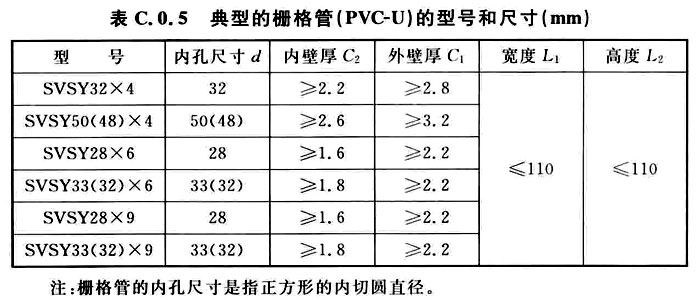 表 C.0.5 典型的栅格管(PVC-U)的型号和尺寸(mm)
型 号 内孔尺寸 d 内壁厚 C₂ 外壁厚 C₁ 宽度 L₁ 高度 L₂
SVSY32×4 32 ≥2.2 ≥2.8
SVSY50(48)×4 50(48) ≥2.6 ≥3.2
SVSY28×6 28 ≥1.6 ≥2.2
≤110 ≤110
SVSY33(32)×6 33(32) ≥1.8 ≥2.2
SVSY28×9 28 ≥1.6 ≥2.2
SVSY33(32)×9 33(32) ≥1.8 ≥2.2
注:栅格管的内孔尺寸是指正方形的内切圆直径。